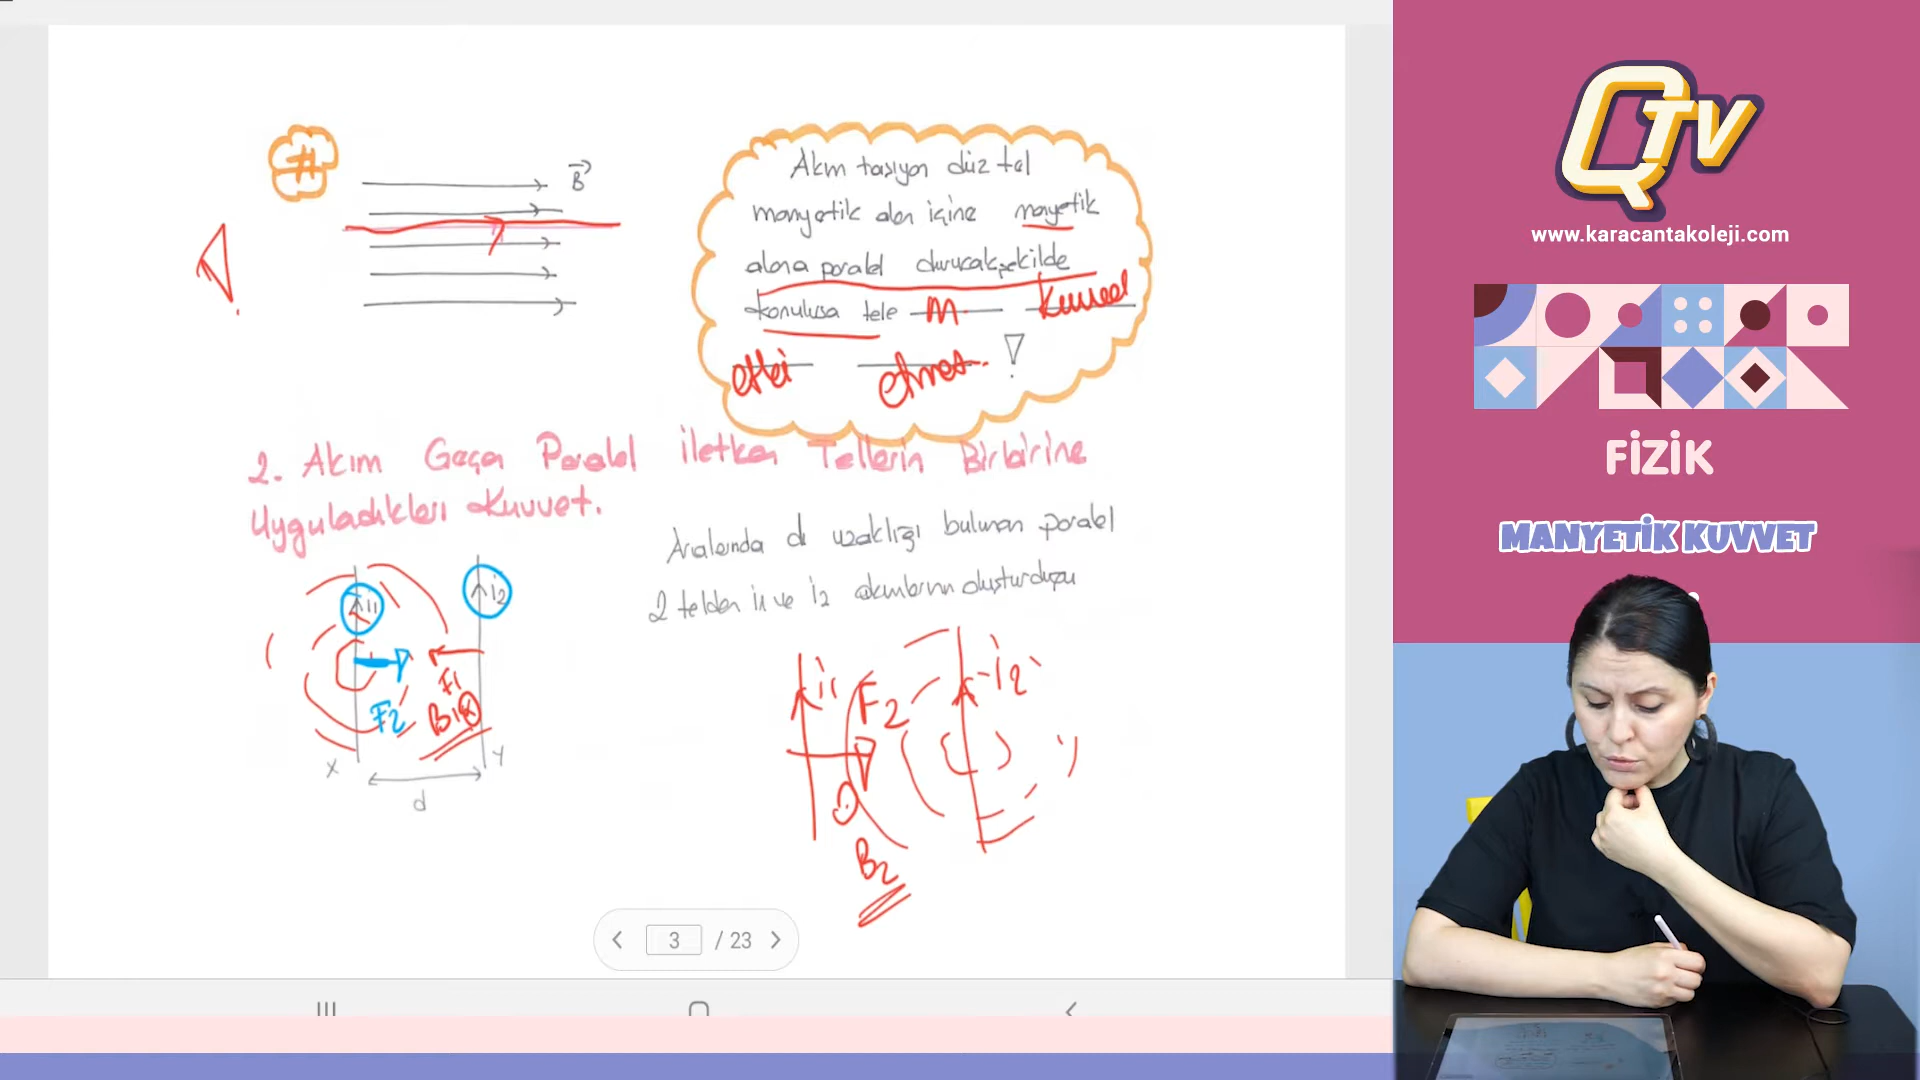 #
B
Akım taşıyan düz tel
manyetik alan içine manyetik
alana paralel duracak şekilde
konulursa tele M. Kuvvet
etki etmez. !
2. Akım Geçen Paralel İletken Tellerin Birbirine
Uyguladıkları Kuvvet.
Aralarında d uzaklığı bulunan paralel
2 telden i1 ve i2 akımlarının oluşturduğu
i1
i2
F1
F2
B1
X
Y
d
i1
F2
i2
B2
3 / 23
QTV
www.karacantakoleji.com
FİZİK
MANYETİK KUVVET